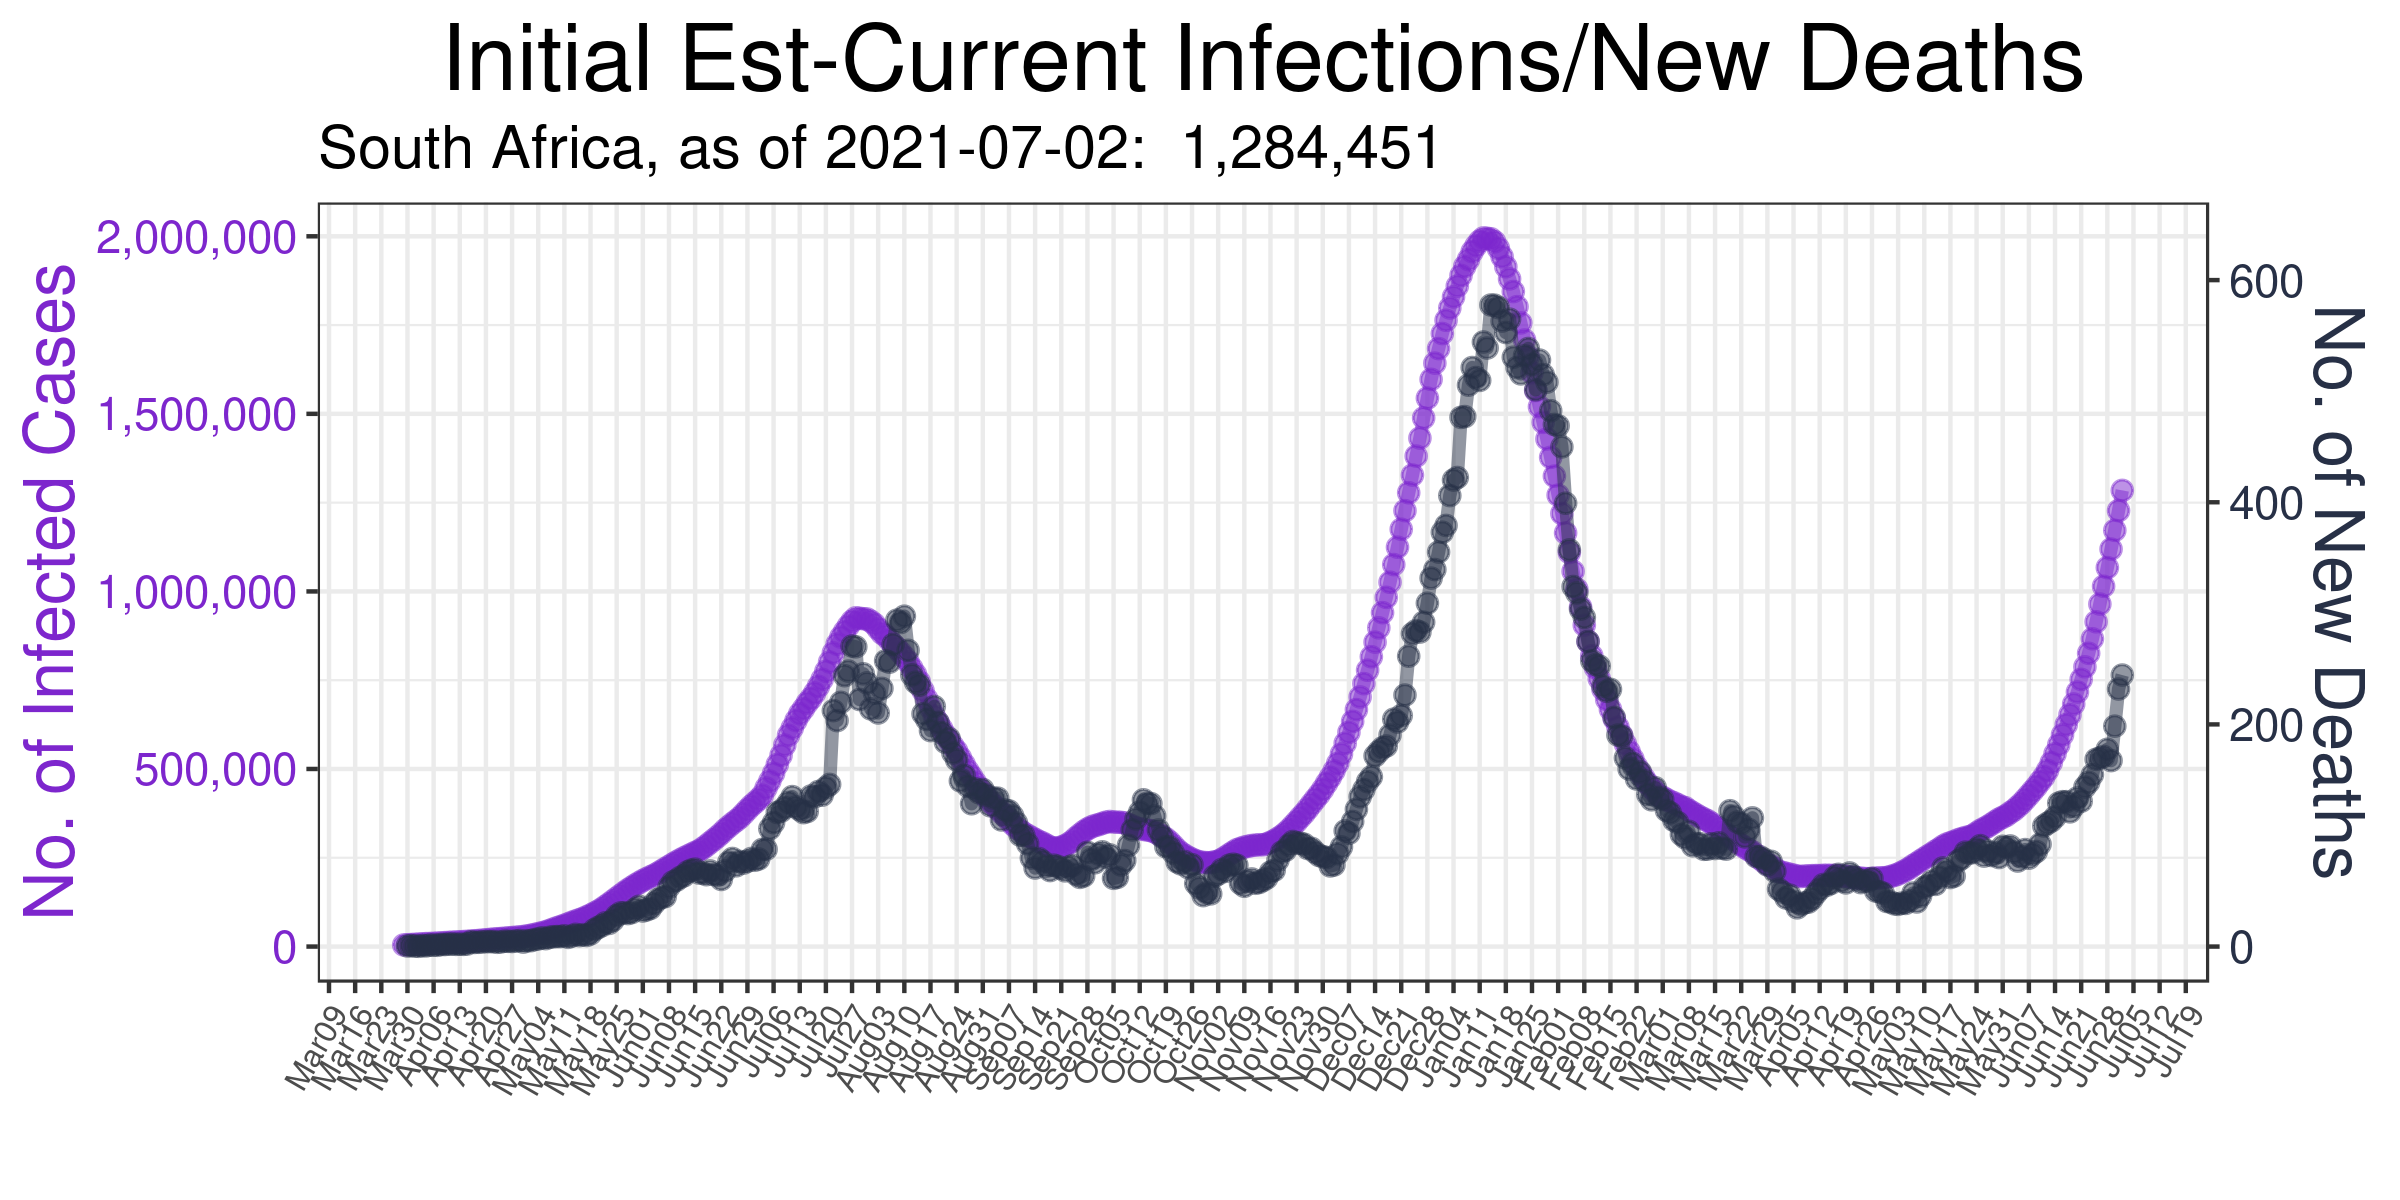 Initial Est-Current Infections/New Deaths
South Africa, as of 2021-07-02:  1,284,451
No. of Infected Cases
2,000,000
1,500,000
1,000,000
500,000
0
600
400
200
0
No. of New Deaths
Mar09
Mar16
Mar23
Mar30
Apr06
Apr13
Apr20
Apr27
May04
May11
May18
May25
Jun01
Jun08
Jun15
Jun22
Jun29
Jul06
Jul13
Jul20
Jul27
Aug03
Aug10
Aug17
Aug24
Aug31
Sep07
Sep14
Sep21
Sep28
Oct05
Oct12
Oct19
Oct26
Nov02
Nov09
Nov16
Nov23
Nov30
Dec07
Dec14
Dec21
Dec28
Jan04
Jan11
Jan18
Jan25
Feb01
Feb08
Feb15
Feb22
Mar01
Mar08
Mar15
Mar22
Mar29
Apr05
Apr12
Apr19
Apr26
May03
May10
May17
May24
May31
Jun07
Jun14
Jun21
Jun28
Jul05
Jul12
Jul19